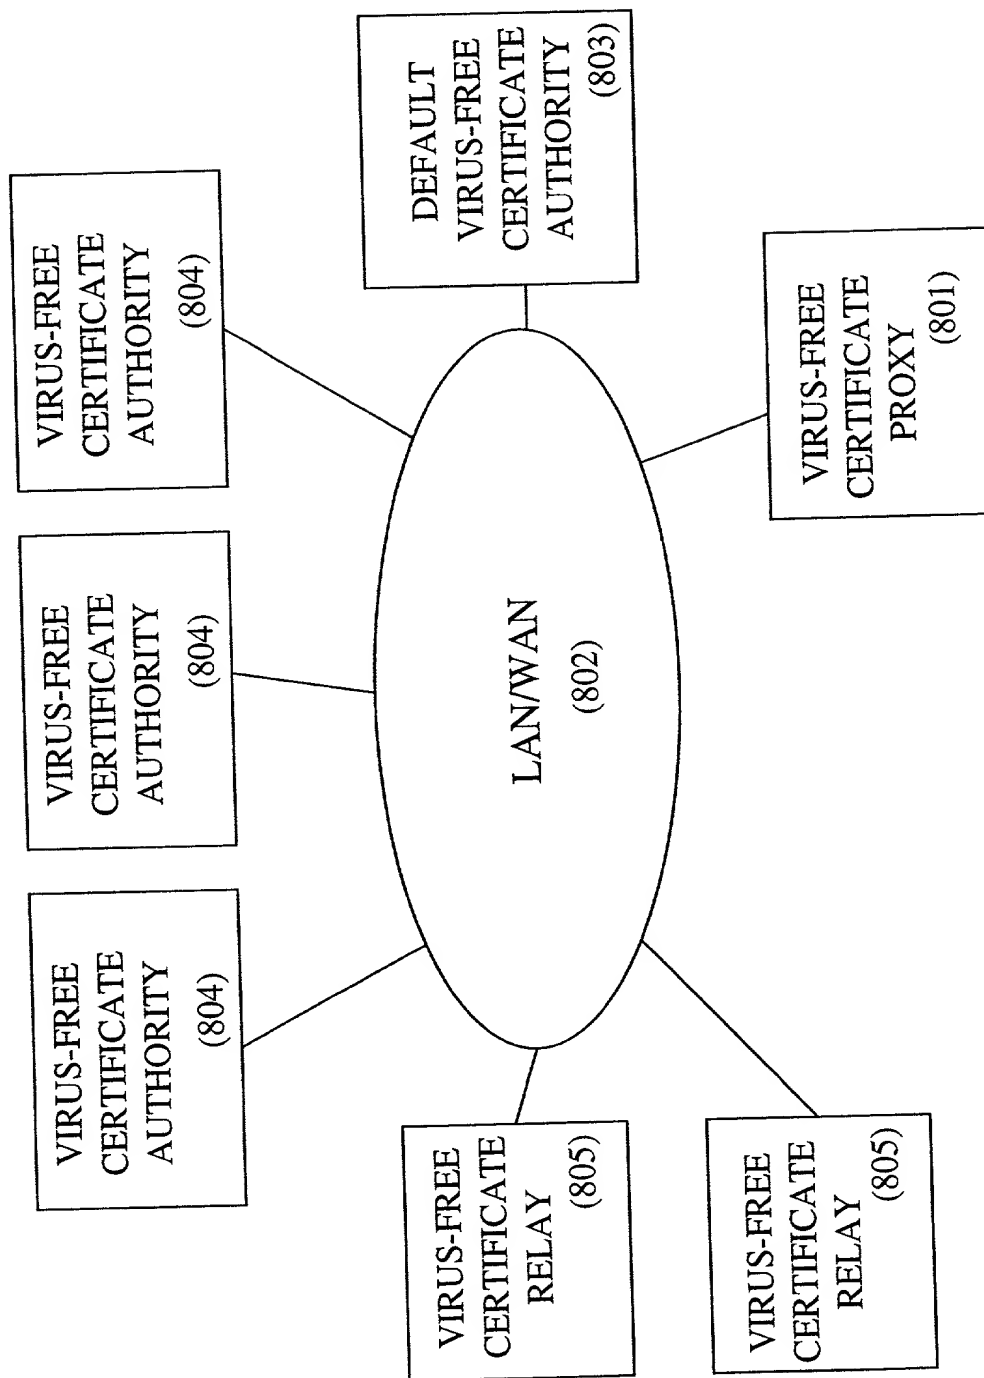 VIRUS-FREE
CERTIFICATE
AUTHORITY
(804)
VIRUS-FREE
CERTIFICATE
AUTHORITY
(804)
VIRUS-FREE
CERTIFICATE
AUTHORITY
(804)
DEFAULT
VIRUS-FREE
CERTIFICATE
AUTHORITY
(803)
VIRUS-FREE
CERTIFICATE
RELAY
(805)
LAN/WAN
(802)
VIRUS-FREE
CERTIFICATE
RELAY
(805)
VIRUS-FREE
CERTIFICATE
PROXY
(801)